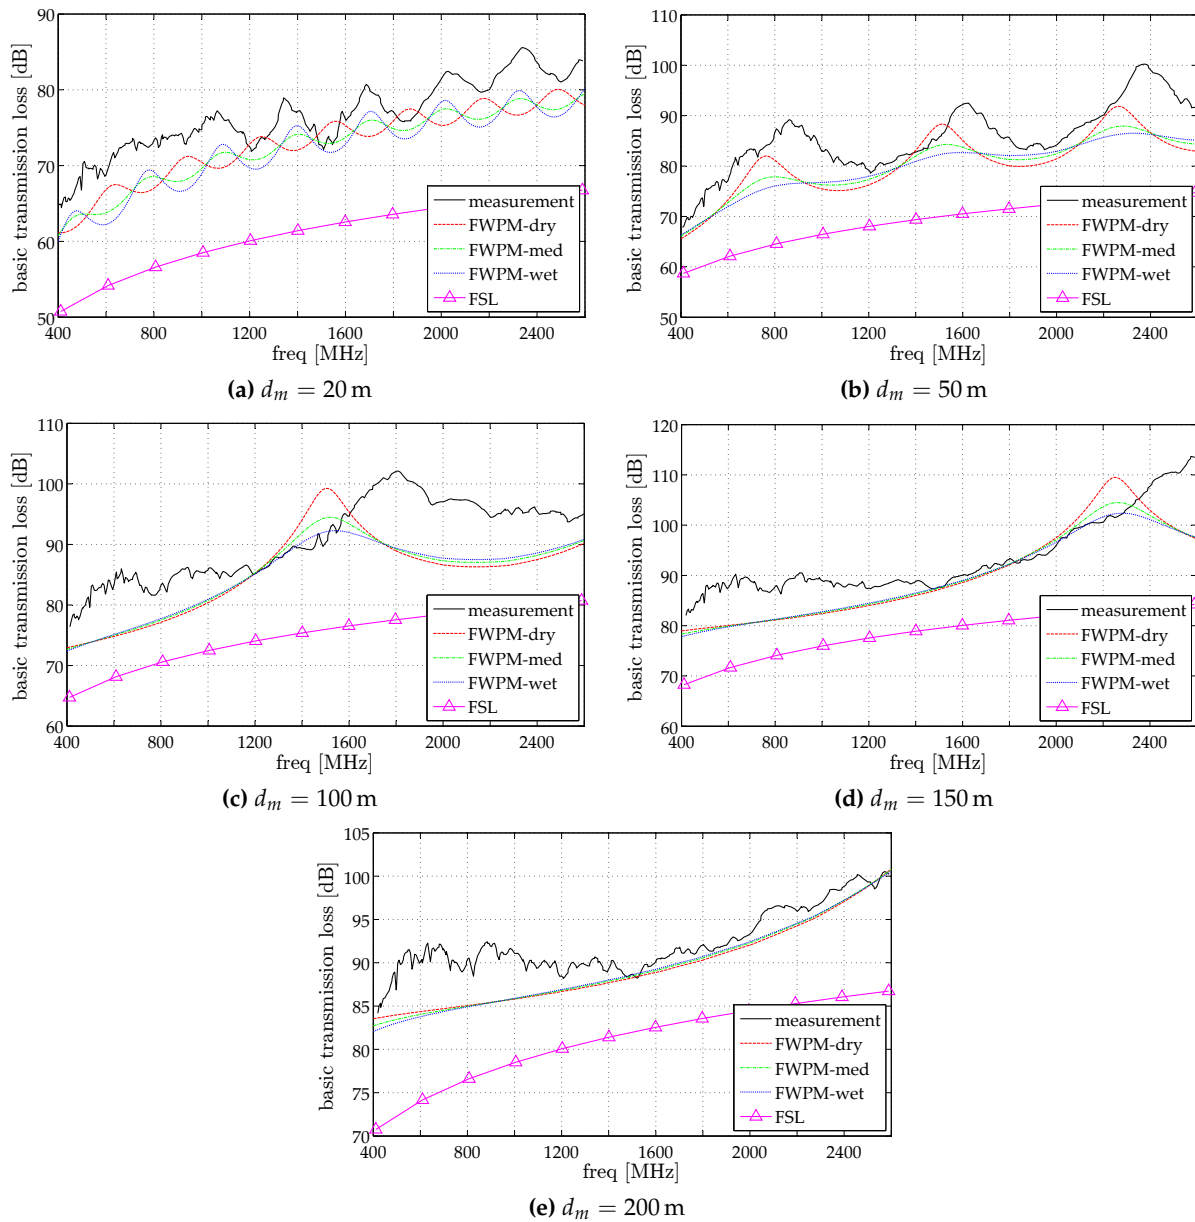 90
80
70
60
50
basic transmission loss [dB]
measurement
FWPM-dry
FWPM-med
FWPM-wet
FSL
400 800 1200 1600 2000 2400
freq [MHz]
(a) d_m = 20 m
110
100
90
80
70
60
50
basic transmission loss [dB]
measurement
FWPM-dry
FWPM-med
FWPM-wet
FSL
400 800 1200 1600 2000 2400
freq [MHz]
(b) d_m = 50 m
110
100
90
80
70
60
basic transmission loss [dB]
measurement
FWPM-dry
FWPM-med
FWPM-wet
FSL
400 800 1200 1600 2000 2400
freq [MHz]
(c) d_m = 100 m
120
110
100
90
80
70
60
basic transmission loss [dB]
measurement
FWPM-dry
FWPM-med
FWPM-wet
FSL
400 800 1200 1600 2000 2400
freq [MHz]
(d) d_m = 150 m
105
100
95
90
85
80
75
70
basic transmission loss [dB]
measurement
FWPM-dry
FWPM-med
FWPM-wet
FSL
400 800 1200 1600 2000 2400
freq [MHz]
(e) d_m = 200 m